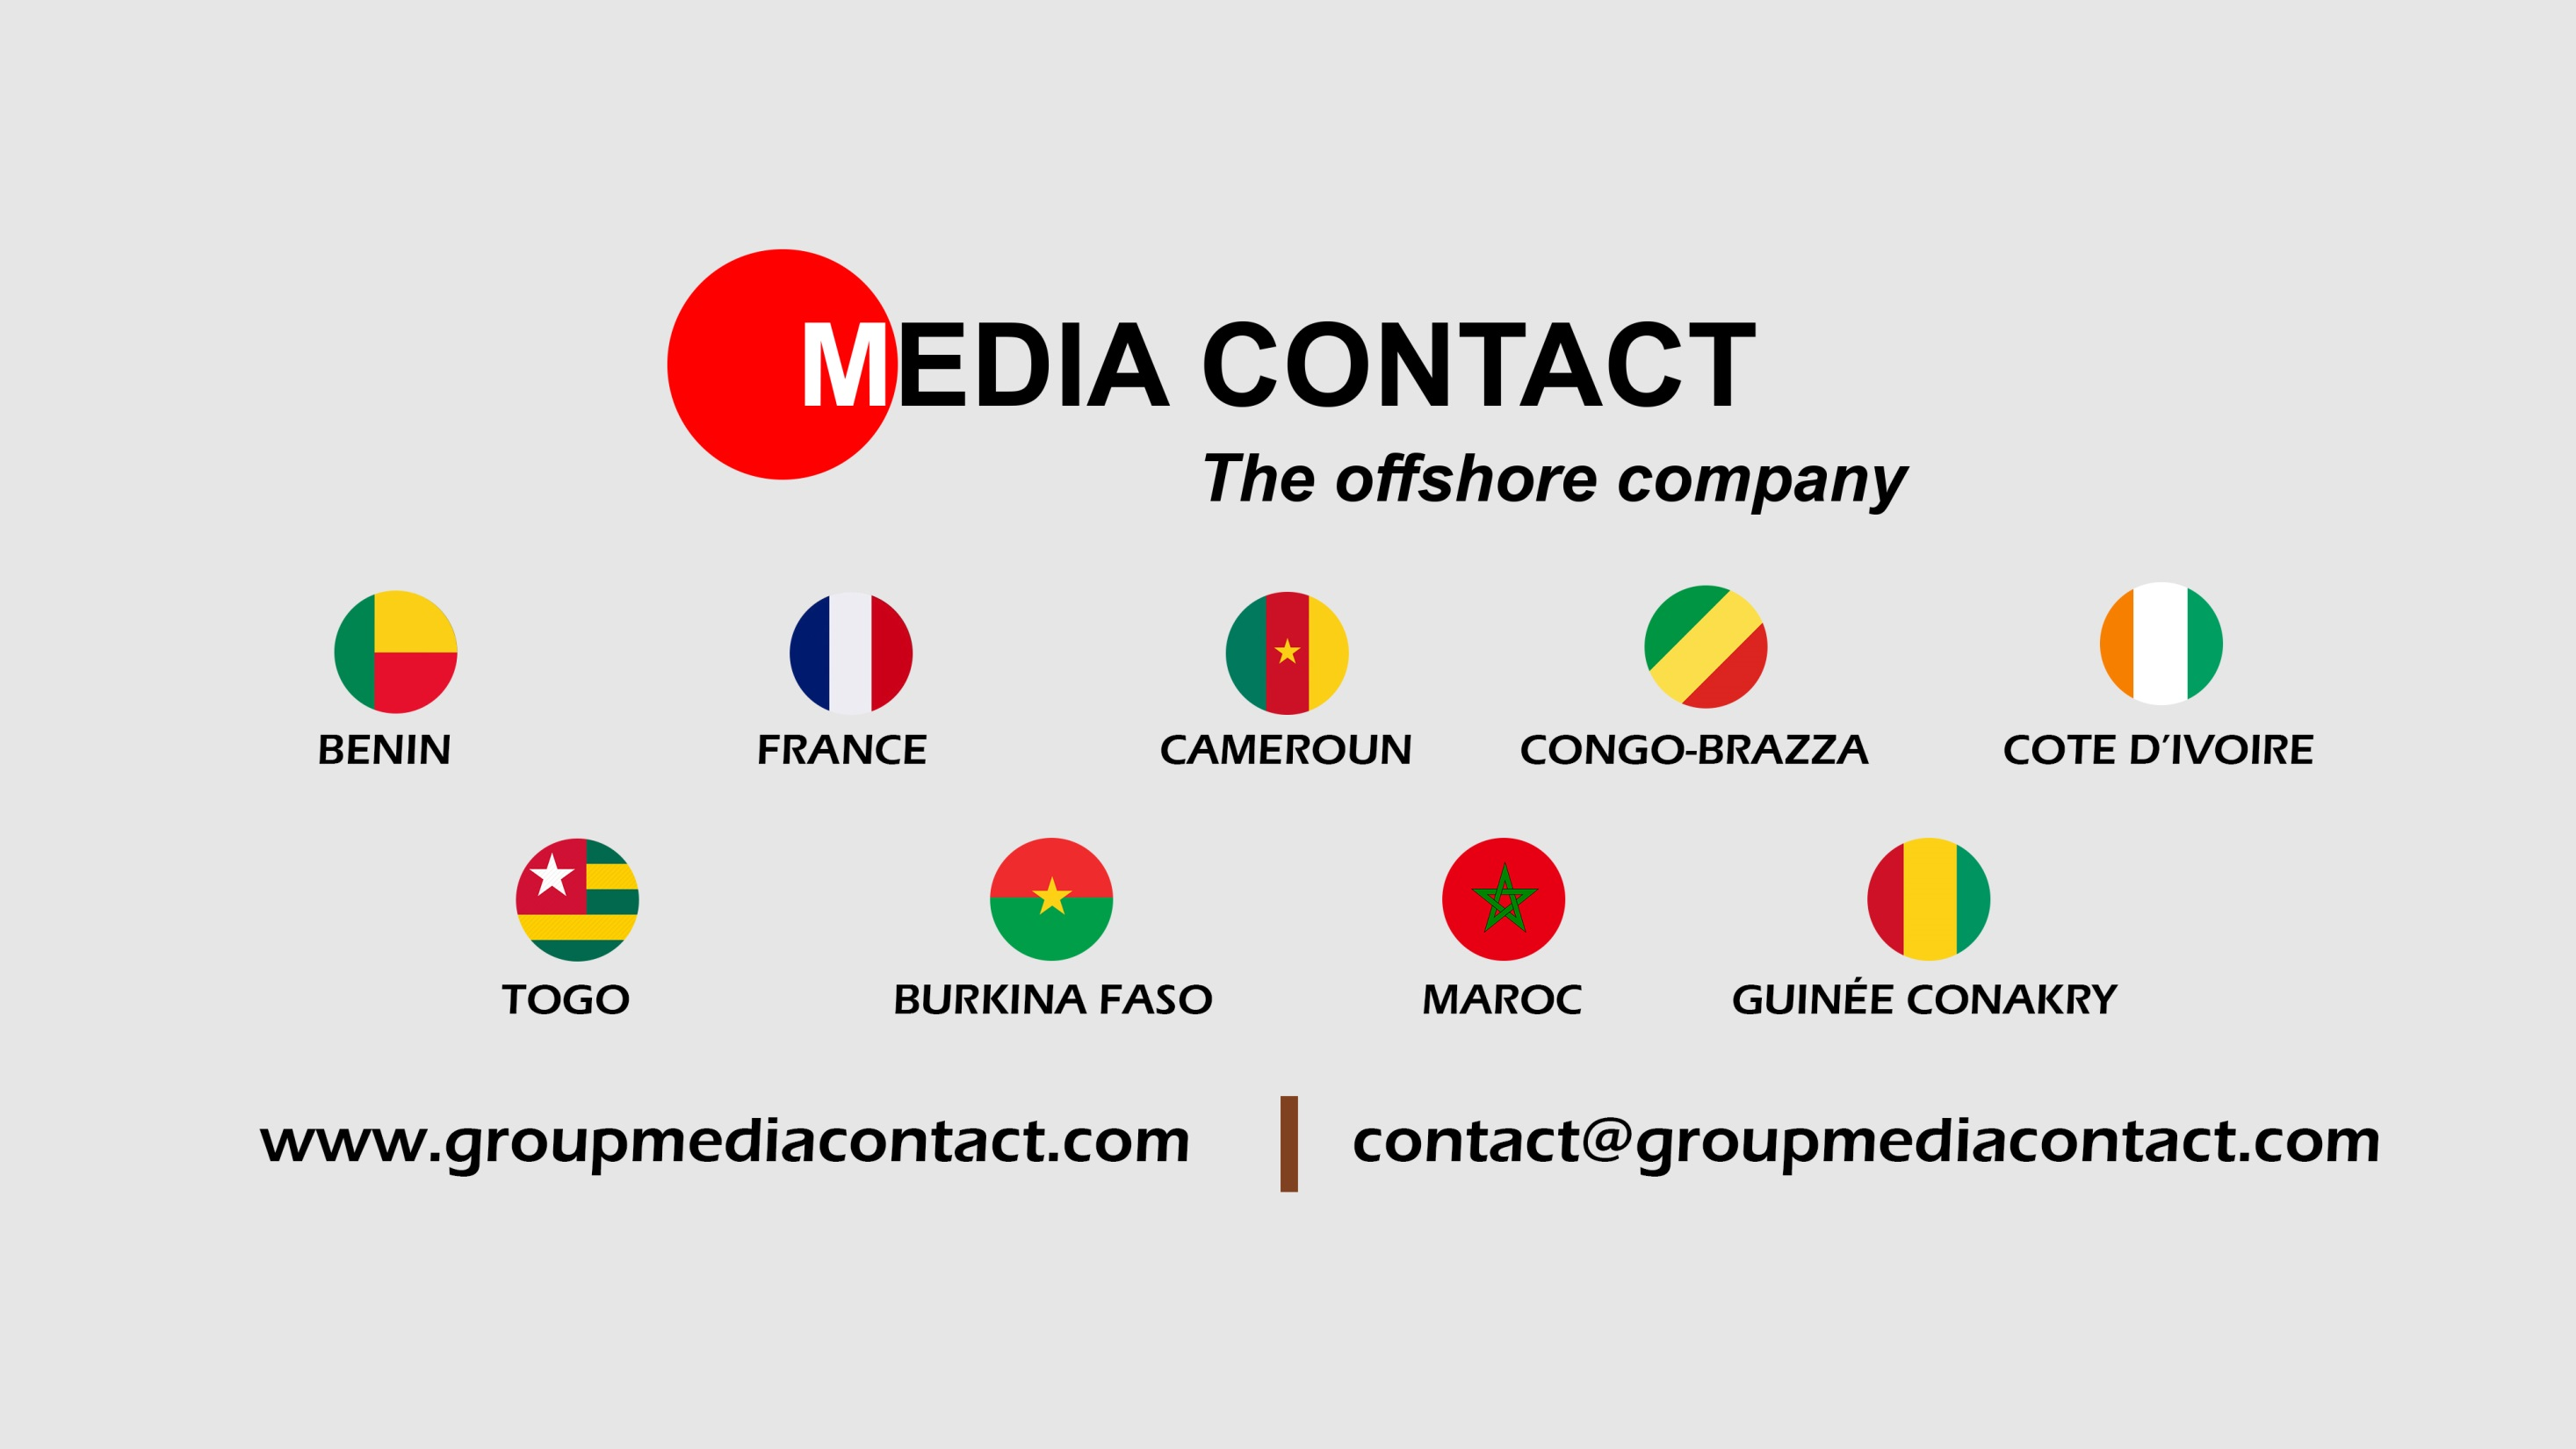 MEDIA CONTACT
The offshore company
BENIN FRANCE CAMEROUN CONGO-BRAZZA COTE D’IVOIRE
TOGO BURKINA FASO MAROC GUINÉE CONAKRY
www.groupmediacontact.com contact@groupmediacontact.com